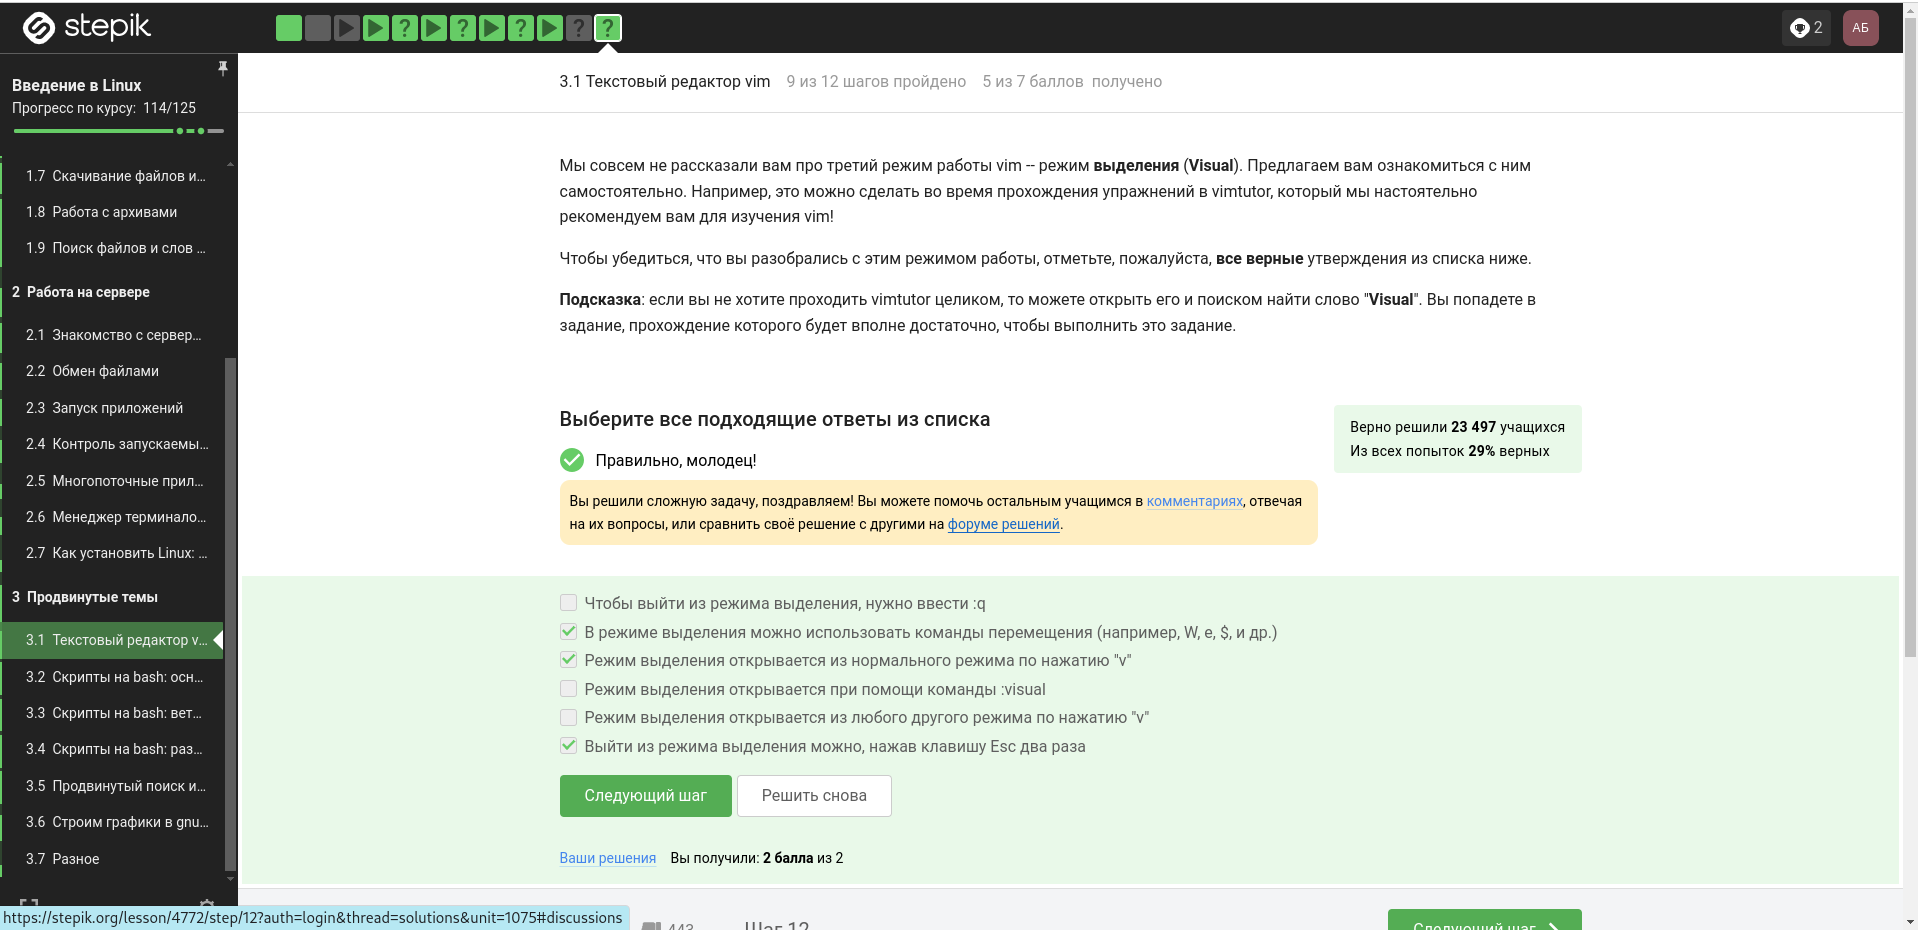 stepik
2
АБ
Введение в Linux
Прогресс по курсу: 114/125
1.7 Скачивание файлов и...
1.8 Работа с архивами
1.9 Поиск файлов и слов ...
2 Работа на сервере
2.1 Знакомство с сервер...
2.2 Обмен файлами
2.3 Запуск приложений
2.4 Контроль запускаемы...
2.5 Многопоточные прил...
2.6 Менеджер терминало...
2.7 Как установить Linux: ...
3 Продвинутые темы
3.1 Текстовый редактор v...
3.2 Скрипты на bash: осн...
3.3 Скрипты на bash: вет...
3.4 Скрипты на bash: раз...
3.5 Продвинутый поиск и...
3.6 Строим графики в gnu...
3.7 Разное
3.1 Текстовый редактор vim 9 из 12 шагов пройдено 5 из 7 баллов получено
Мы совсем не рассказали вам про третий режим работы vim -- режим выделения (Visual). Предлагаем вам ознакомиться с ним
самостоятельно. Например, это можно сделать во время прохождения упражнений в vimtutor, который мы настоятельно
рекомендуем вам для изучения vim!
Чтобы убедиться, что вы разобрались с этим режимом работы, отметьте, пожалуйста, все верные утверждения из списка ниже.
Подсказка: если вы не хотите проходить vimtutor целиком, то можете открыть его и поиском найти слово "Visual". Вы попадете в
задание, прохождение которого будет вполне достаточно, чтобы выполнить это задание.
Выберите все подходящие ответы из списка
Верно решили 23 497 учащихся
Из всех попыток 29% верных
Правильно, молодец!
Вы решили сложную задачу, поздравляем! Вы можете помочь остальным учащимся в комментариях, отвечая
на их вопросы, или сравнить своё решение с другими на форуме решений.
Чтобы выйти из режима выделения, нужно ввести :q
В режиме выделения можно использовать команды перемещения (например, W, e, $, и др.)
Режим выделения открывается из нормального режима по нажатию "v"
Режим выделения открывается при помощи команды :visual
Режим выделения открывается из любого другого режима по нажатию "v"
Выйти из режима выделения можно, нажав клавишу Esc два раза
Следующий шаг
Решить снова
Ваши решения Вы получили: 2 балла из 2
https://stepik.org/lesson/4772/step/12?auth=login&thread=solutions&unit=1075#discussions
443
Шаг 12
Следующий шаг